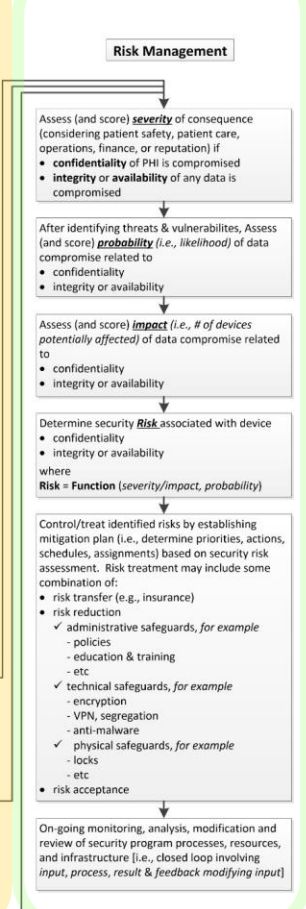 Risk Management
Assess (and score) severity of consequence
(considering patient safety, patient care,
operations, finance, or reputation) if
• confidentiality of PHI is compromised
• integrity or availability of any data is
compromised
After identifying threats & vulnerabilites, Assess
(and score) probability (i.e., likelihood) of data
compromise related to
• confidentiality
• integrity or availability
Assess (and score) impact (i.e., # of devices
potentially affected) of data compromise related
to
• confidentiality
• integrity or availability
Determine security Risk associated with device
• confidentiality
• integrity or availability
where
Risk = Function (severity/impact, probability)
Control/treat identified risks by establishing
mitigation plan (i.e., determine priorities, actions,
schedules, assignments) based on security risk
assessment. Risk treatment may include some
combination of:
• risk transfer (e.g., insurance)
• risk reduction
✓ administrative safeguards, for example
- policies
- education & training
- etc
✓ technical safeguards, for example
- encryption
- VPN, segregation
- anti-malware
✓ physical safeguards, for example
- locks
- etc
• risk acceptance
On-going monitoring, analysis, modification and
review of security program processes, resources,
and infrastructure [i.e., closed loop involving
input, process, result & feedback modifying input]